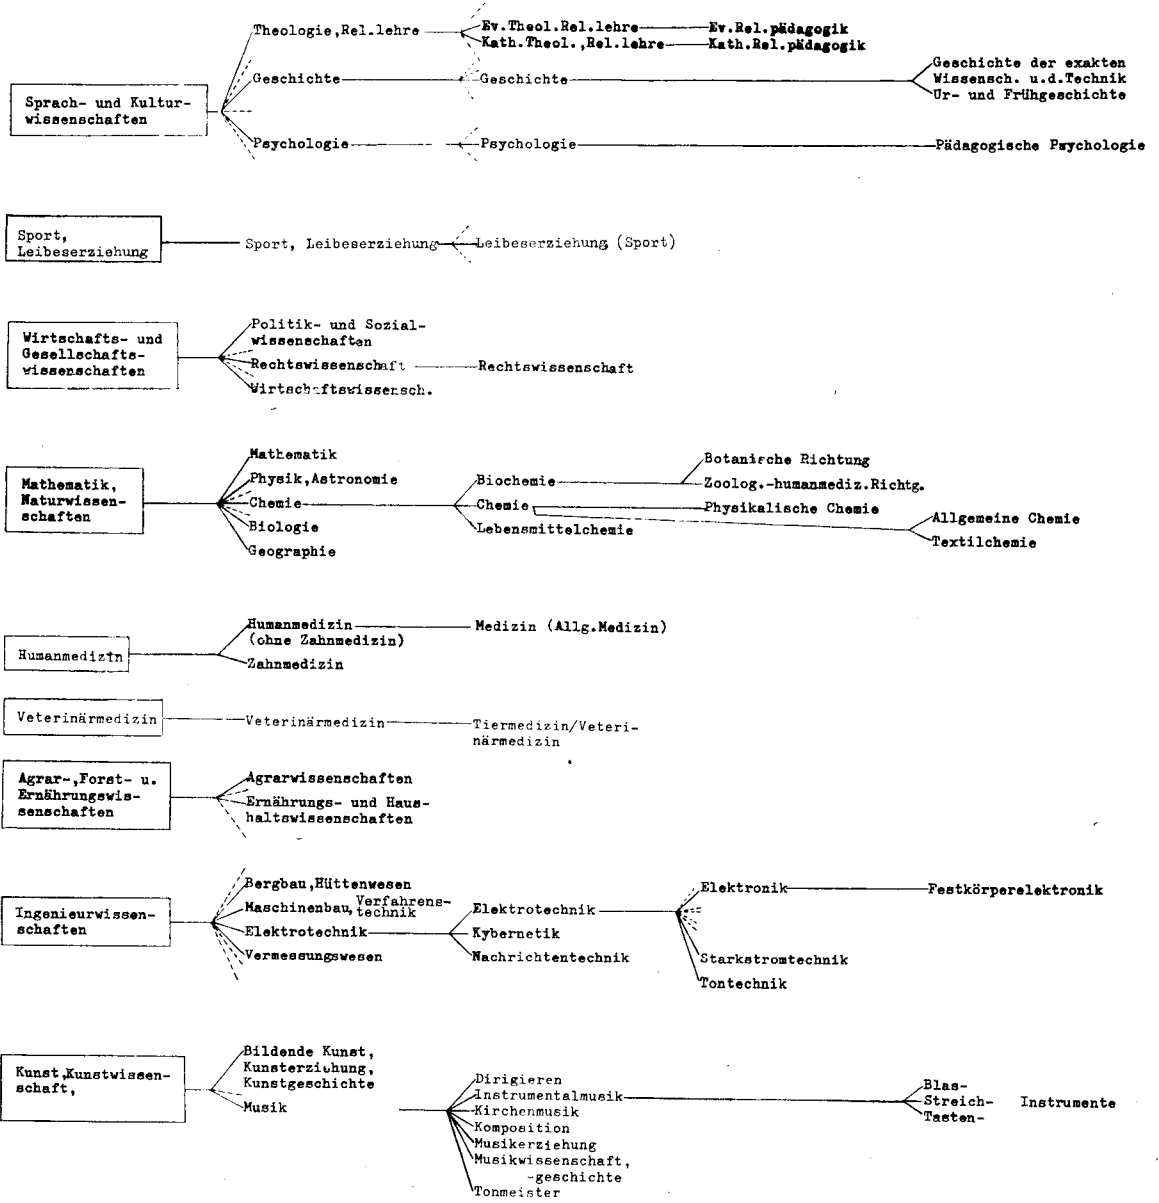 Theologie,Rel.lehre
Ev.Theol.Rel.lehre
Ev.Rel.pädagogik
Kath.Theol.,Rel.lehre
Kath.Rel.pädagogik
Sprach- und Kultur-
wissenschaften
Geschichte
Geschichte
Geschichte der exakten
Wissensch. u.d.Technik
Ur- und Frühgeschichte
Psychologie
Psychologie
Pädagogische Psychologie
Sport,
Leibeserziehung
Sport, Leibeserziehung
Leibeserziehung (Sport)
Wirtschafts- und
Gesellschafts-
wissenschaften
Politik- und Sozial-
wissenschaften
Rechtswissenschaft
Rechtswissenschaft
Wirtschaftswissensch.
Mathematik,
Naturwissen-
schaften
Mathematik
Physik,Astronomie
Chemie
Biologie
Geographie
Biochemie
Chemie
Lebensmittelchemie
Botanische Richtung
Zoolog.-humanmediz.Richtg.
Physikalische Chemie
Allgemeine Chemie
Textilchemie
Humanmedizin
Humanmedizin
(ohne Zahnmedizin)
Zahnmedizin
Medizin (Allg.Medizin)
Veterinärmedizin
Veterinärmedizin
Tiermedizin/Veteri-
närmedizin
Agrar-,Forst- u.
Ernährungswis-
senschaften
Agrarwissenschaften
Ernährungs- und Haus-
haltswissenschaften
Ingenieurwissen-
schaften
Bergbau,Hüttenwesen
Maschinenbau, Verfahrens-
technik
Elektrotechnik
Vermessungswesen
Elektrotechnik
Kybernetik
Nachrichtentechnik
Elektronik
Festkörperelektronik
Starkstromtechnik
Tontechnik
Kunst,Kunstwissen-
schaft,
Bildende Kunst,
Kunsterziehung,
Kunstgeschichte
Musik
Dirigieren
Instrumentalmusik
Kirchenmusik
Komposition
Musikerziehung
Musikwissenschaft,
-geschichte
Tonmeister
Blas-
Streich- Instrumente
Tasten-